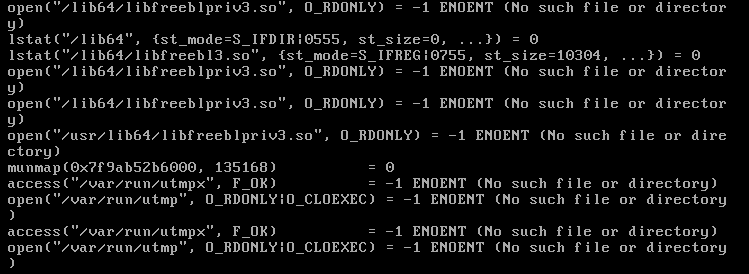 open("/lib64/libfreeblpriv3.so", O_RDONLY) = -1 ENOENT (No such file or director
y)
lstat("/lib64", {st_mode=S_IFDIR|0555, st_size=0, ...}) = 0
lstat("/lib64/libfreebl3.so", {st_mode=S_IFREG|0755, st_size=10304, ...}) = 0
open("/lib64/libfreeblpriv3.so", O_RDONLY) = -1 ENOENT (No such file or director
y)
open("/lib64/libfreeblpriv3.so", O_RDONLY) = -1 ENOENT (No such file or director
y)
open("/usr/lib64/libfreeblpriv3.so", O_RDONLY) = -1 ENOENT (No such file or dire
ctory)
munmap(0x7f9ab52b6000, 135168)          = 0
access("/var/run/utmpx", F_OK)          = -1 ENOENT (No such file or directory)
open("/var/run/utmp", O_RDONLY|O_CLOEXEC) = -1 ENOENT (No such file or directory
)
access("/var/run/utmpx", F_OK)          = -1 ENOENT (No such file or directory)
open("/var/run/utmp", O_RDONLY|O_CLOEXEC) = -1 ENOENT (No such file or directory
)